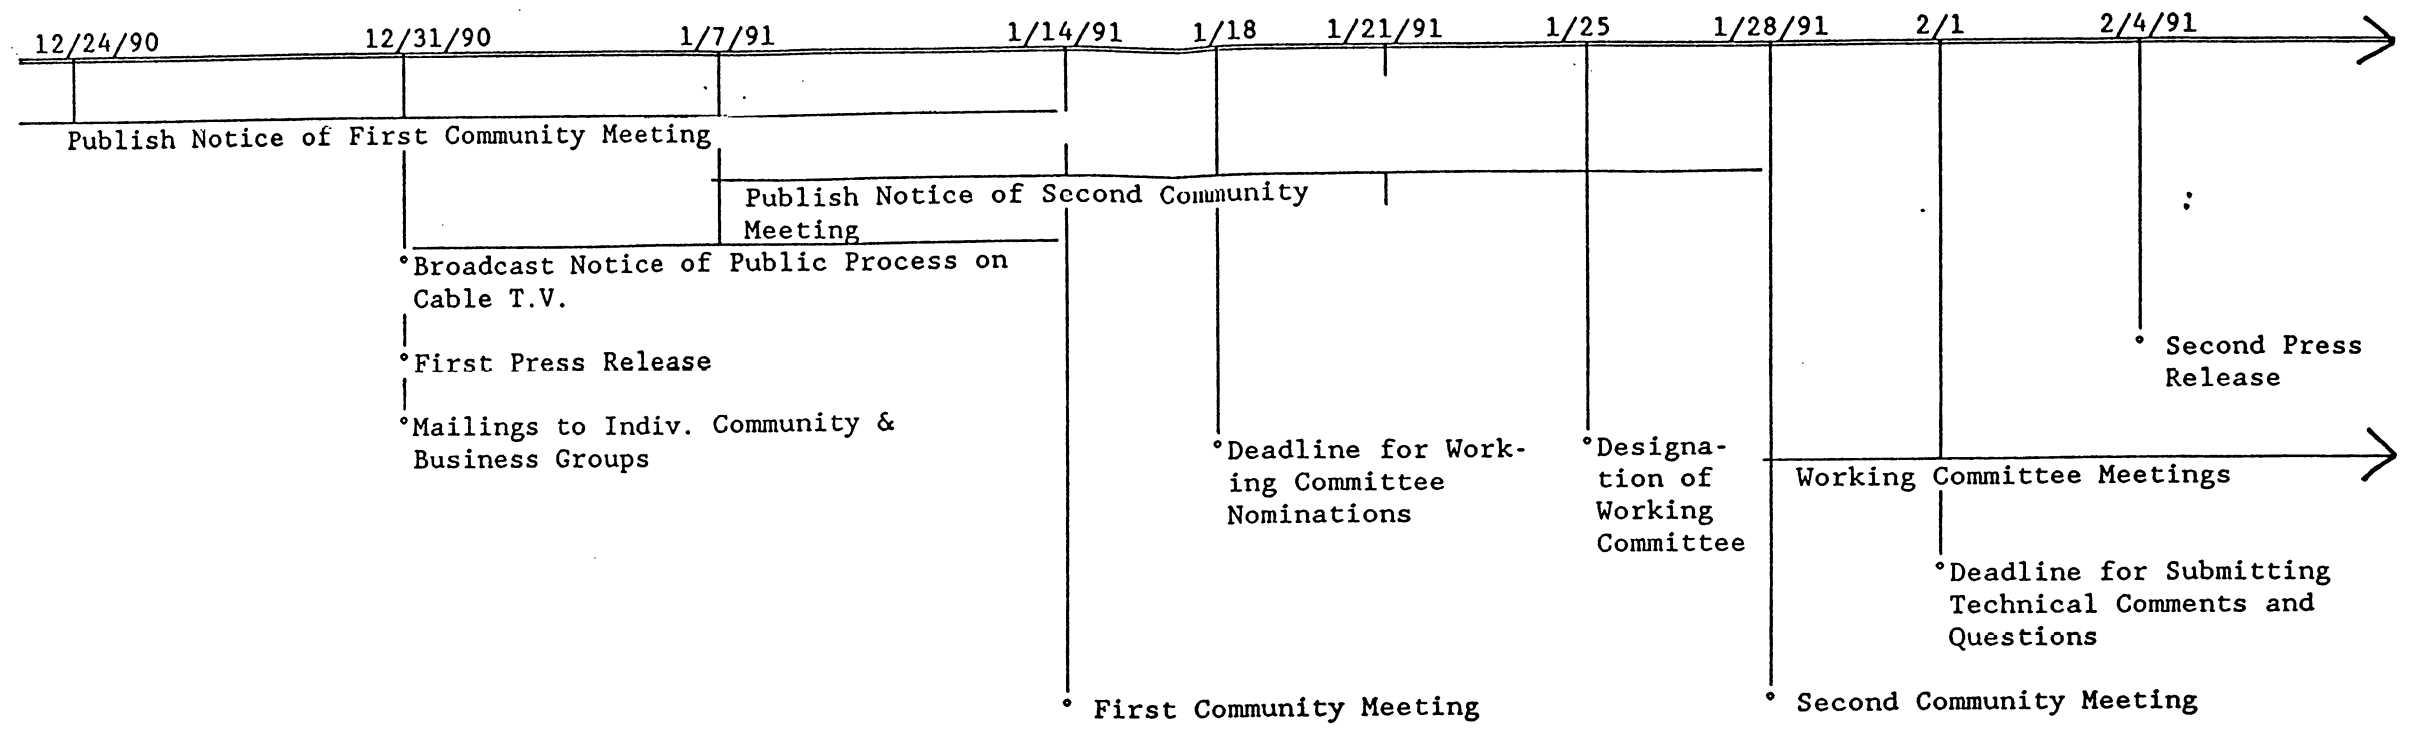 12/24/90 12/31/90 1/7/91 1/14/91 1/18 1/21/91 1/25 1/28/91 2/1 2/4/91
Publish Notice of First Community Meeting
Publish Notice of Second Community
Meeting
°Broadcast Notice of Public Process on
Cable T.V.
°First Press Release
°Mailings to Indiv. Community &
Business Groups
° First Community Meeting
°Deadline for Work-
ing Committee
Nominations
°Designa-
tion of
Working
Committee
Working Committee Meetings
° Second Community Meeting
°Deadline for Submitting
Technical Comments and
Questions
° Second Press
Release